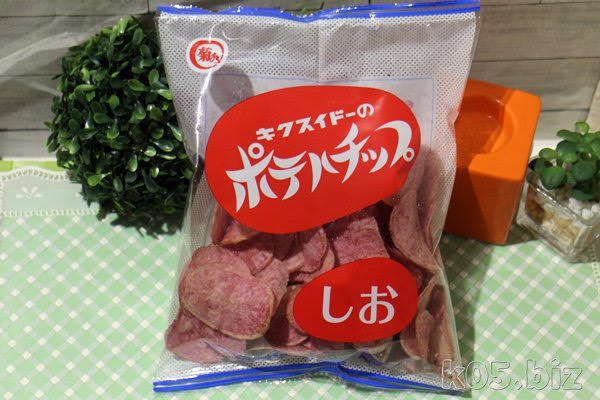 菊水
キクスイドーの
ポテトチップ
しお
k05.biz